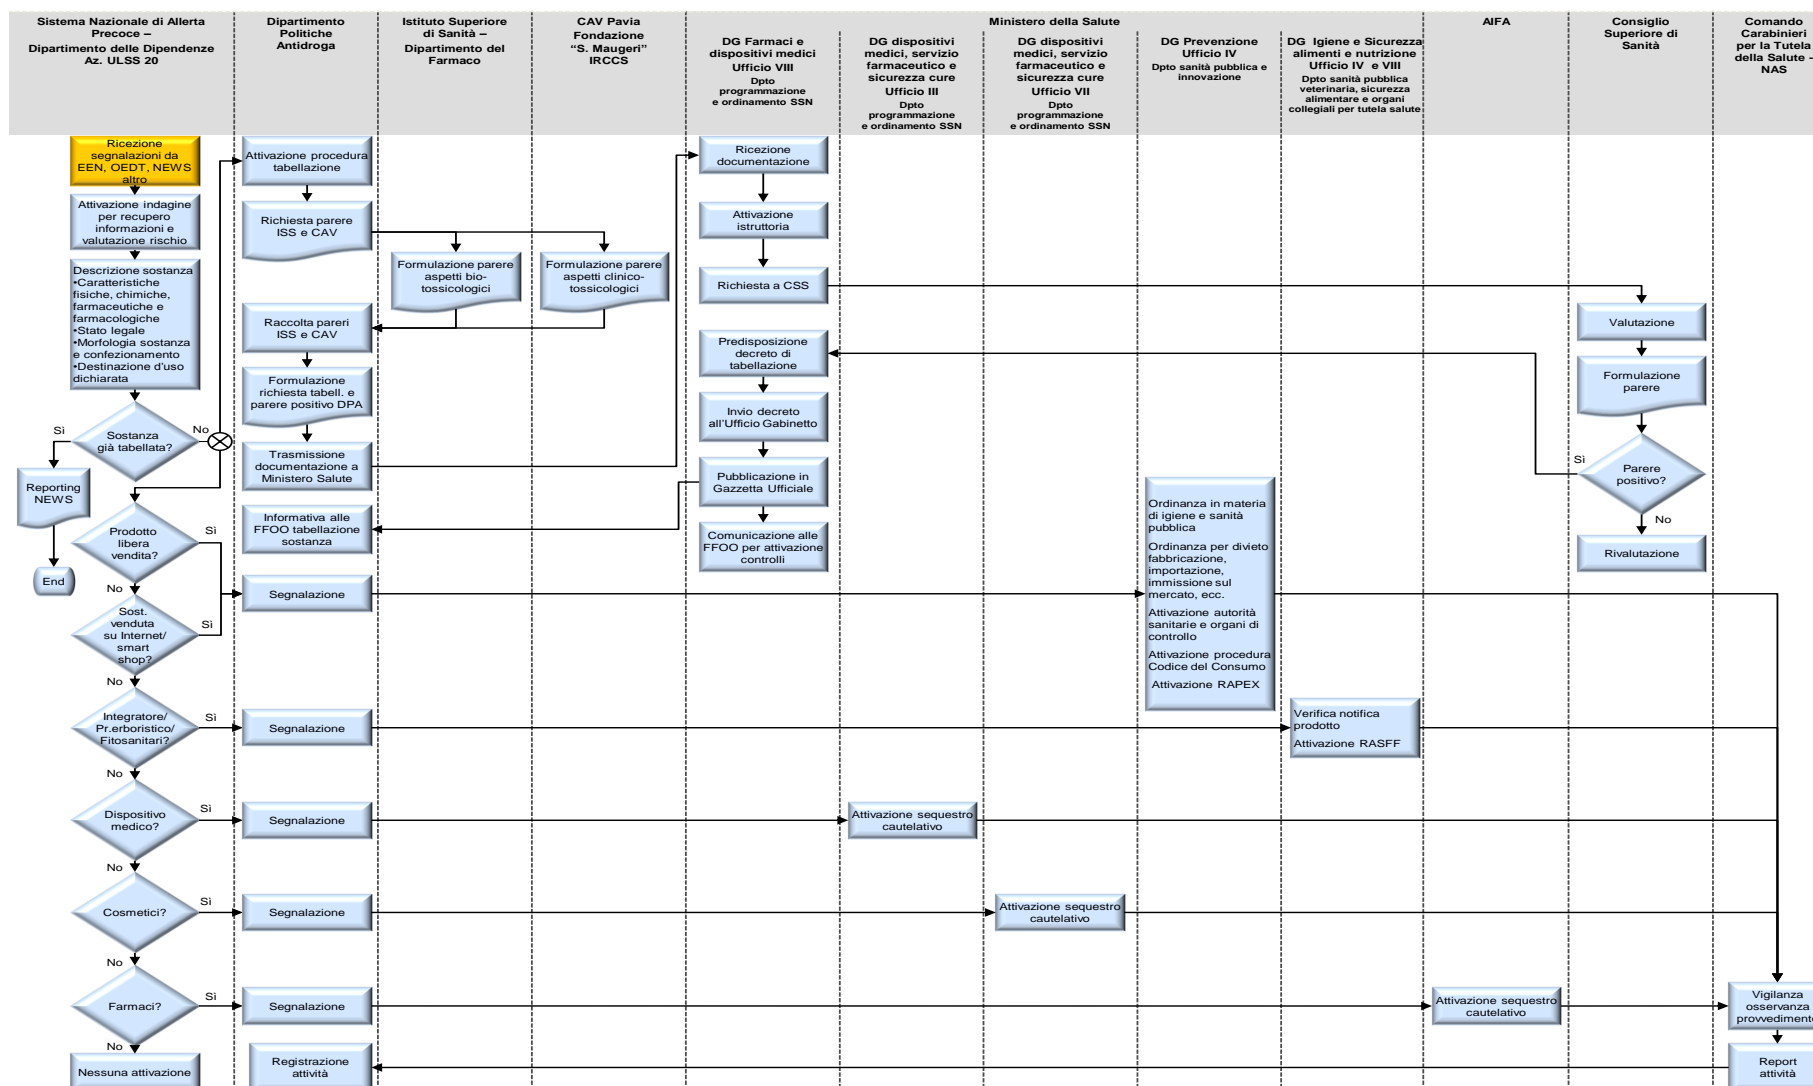 Sistema Nazionale di Allerta
Precoce –
Dipartimento delle Dipendenze
Az. ULSS 20
Dipartimento
Politiche
Antidroga
Istituto Superiore
di Sanità –
Dipartimento del
Farmaco
CAV Pavia
Fondazione
“S. Maugeri”
IRCCS
Ministero della Salute
DG Farmaci e
dispositivi medici
Ufficio VIII
Dpto
programmazione
e ordinamento SSN
DG dispositivi
medici, servizio
farmaceutico e
sicurezza cure
Ufficio III
Dpto
programmazione
e ordinamento SSN
DG dispositivi
medici, servizio
farmaceutico e
sicurezza cure
Ufficio VII
Dpto
programmazione
e ordinamento SSN
DG Prevenzione
Ufficio IV
Dpto sanità pubblica e
innovazione
DG Igiene e Sicurezza
alimenti e nutrizione
Ufficio IV e VIII
Dpto sanità pubblica
veterinaria, sicurezza
alimentare e organi
collegiali per tutela salute
AIFA
Consiglio
Superiore di
Sanità
Comando
Carabinieri
per la Tutela
della Salute -
NAS
Ricezione
segnalazioni da
EEN, OEDT, NEWS
altro
Attivazione indagine
per recupero
informazioni e
valutazione rischio
Descrizione sostanza
•Caratteristiche
fisiche, chimiche,
farmaceutiche e
farmacologiche
•Stato legale
•Morfologia sostanza
e confezionamento
•Destinazione d'uso
dichiarata
Sì
Sostanza
già tabellata?
No
Reporting
NEWS
End
Prodotto
libera
vendita?
Sì
No
Sost.
venduta
su Internet/
smart
shop?
Sì
No
Integratore/
Pr.erboristico/
Fitosanitari?
Sì
No
Dispositivo
medico?
Sì
No
Cosmetici?
Sì
No
Farmaci?
Sì
No
Nessuna attivazione
Attivazione procedura
tabellazione
Richiesta parere
ISS e CAV
Raccolta pareri
ISS e CAV
Formulazione
richiesta tabell. e
parere positivo DPA
Trasmissione
documentazione a
Ministero Salute
Informativa alle
FFOO tabellazione
sostanza
Segnalazione
Segnalazione
Segnalazione
Segnalazione
Segnalazione
Registrazione
attività
Formulazione parere
aspetti bio-
tossicologici
Formulazione parere
aspetti clinico-
tossicologici
Ricezione
documentazione
Attivazione
istruttoria
Richiesta a CSS
Predisposizione
decreto di
tabellazione
Invio decreto
all'Ufficio Gabinetto
Pubblicazione in
Gazzetta Ufficiale
Comunicazione alle
FFOO per attivazione
controlli
Attivazione sequestro
cautelativo
Attivazione sequestro
cautelativo
Ordinanza in materia
di igiene e sanità
pubblica
Ordinanza per divieto
fabbricazione,
importazione,
immissione sul
mercato, ecc.
Attivazione autorità
sanitarie e organi di
controllo
Attivazione procedura
Codice del Consumo
Attivazione RAPEX
Verifica notifica
prodotto
Attivazione RASFF
Attivazione sequestro
cautelativo
Valutazione
Formulazione
parere
Sì
Parere
positivo?
No
Rivalutazione
Vigilanza
osservanza
provvedimento
Report
attività